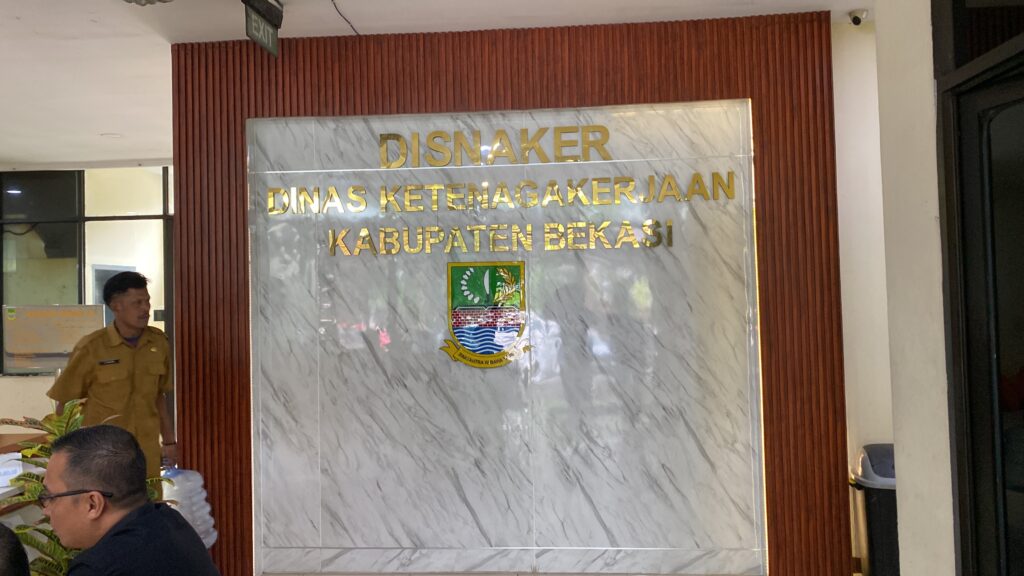 EXIT
DISNAKER
DINAS KETENAGAKERJAAN
KABUPATEN BEKASI